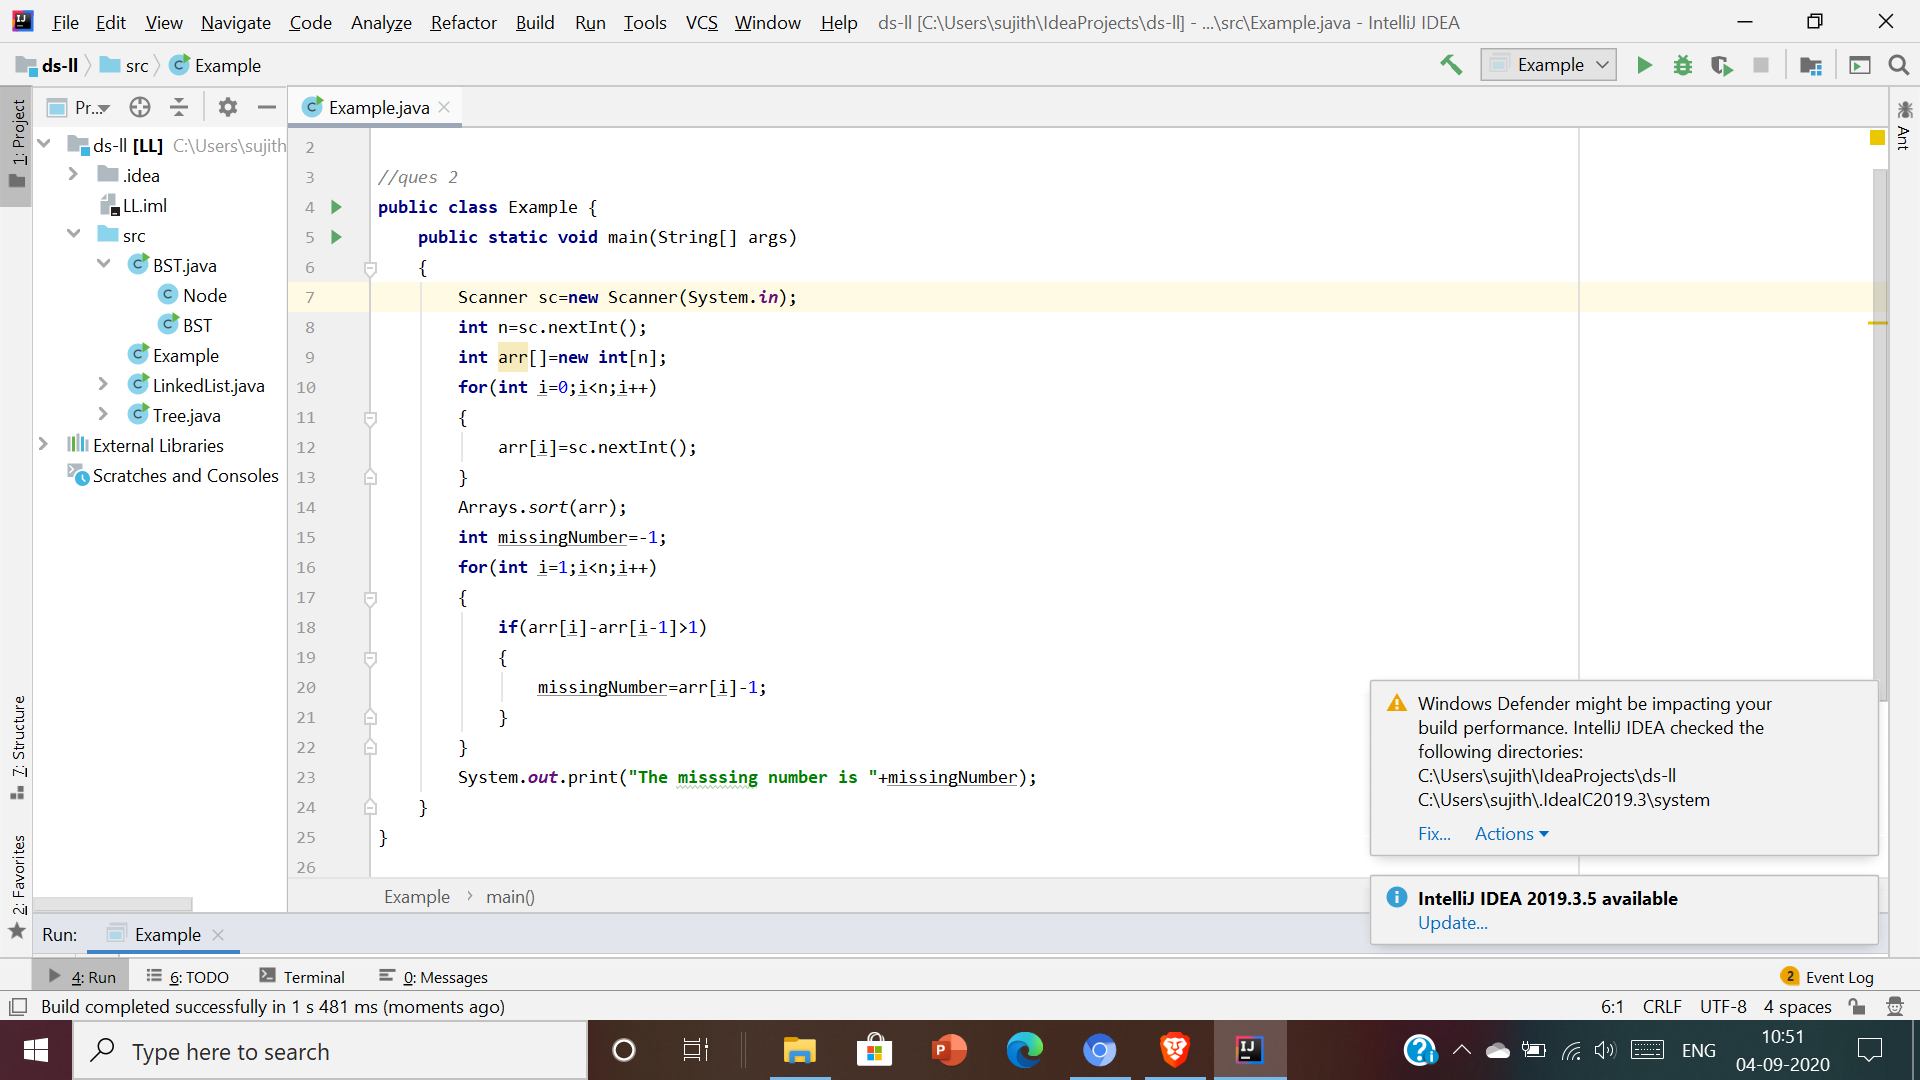 File Edit View Navigate Code Analyze Refactor Build Run Tools VCS Window Help ds-ll [C:\Users\sujith\IdeaProjects\ds-ll] - ...\src\Example.java - IntelliJ IDEA
ds-ll src Example
Example
1: Project
Pr...
Example.java
Ant
ds-ll [LL] C:\Users\sujith
.idea
LL.iml
src
BST.java
Node
BST
Example
LinkedList.java
Tree.java
External Libraries
Scratches and Consoles
7: Structure
2: Favorites
2
3 //ques 2
4 public class Example {
5 public static void main(String[] args)
6 {
7 Scanner sc=new Scanner(System.in);
8 int n=sc.nextInt();
9 int arr[]=new int[n];
10 for(int i=0;i<n;i++)
11 {
12 arr[i]=sc.nextInt();
13 }
14 Arrays.sort(arr);
15 int missingNumber=-1;
16 for(int i=1;i<n;i++)
17 {
18 if(arr[i]-arr[i-1]>1)
19 {
20 missingNumber=arr[i]-1;
21 }
22 }
23 System.out.print("The misssing number is "+missingNumber);
24 }
25 }
26
Example main()
Windows Defender might be impacting your
build performance. IntelliJ IDEA checked the
following directories:
C:\Users\sujith\IdeaProjects\ds-ll
C:\Users\sujith\.IdeaIC2019.3\system
Fix... Actions
IntelliJ IDEA 2019.3.5 available
Update...
Run: Example
4: Run 6: TODO Terminal 0: Messages 2 Event Log
Build completed successfully in 1 s 481 ms (moments ago) 6:1 CRLF UTF-8 4 spaces
Type here to search
ENG
10:51
04-09-2020